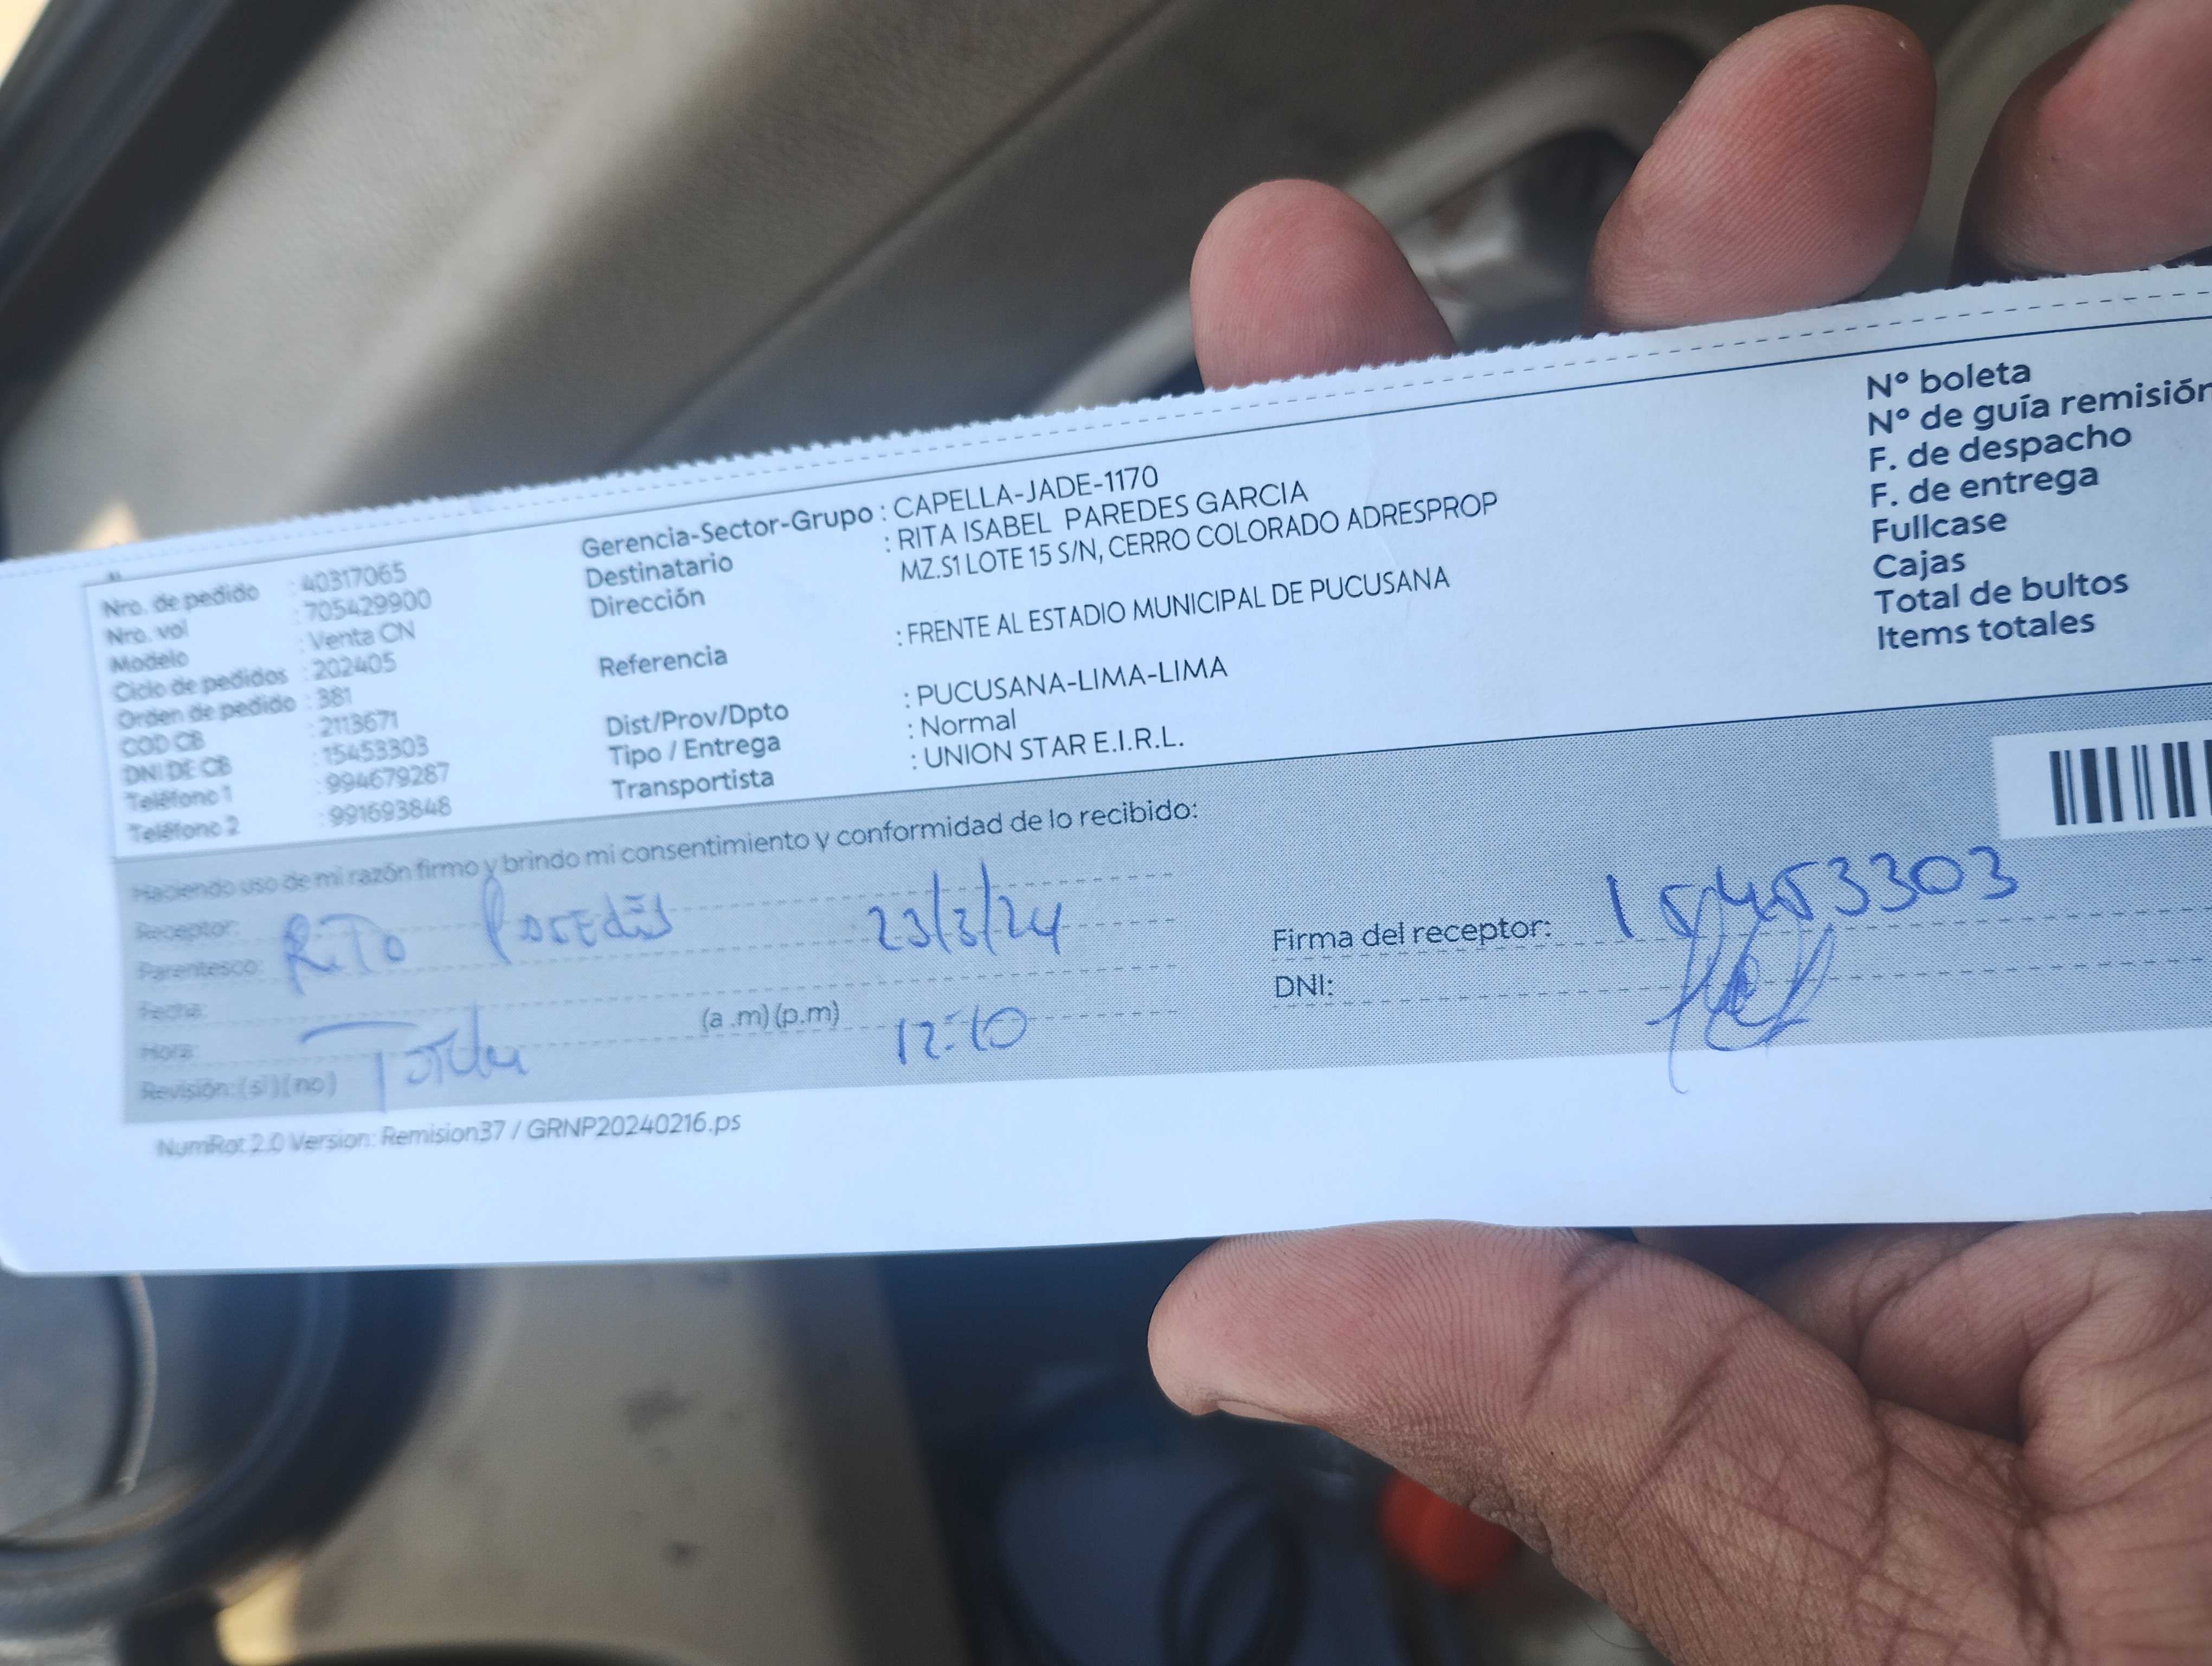 Nro. de pedido : 40317065
Nro. vol : 705429900
Modelo : Venta CN
Ciclo de pedidos : 202405
Orden de pedido : 381
COD CB : 2113671
DNI DE CB : 15453303
Teléfono 1 : 994679287
Teléfono 2 : 991693848
Gerencia-Sector-Grupo : CAPELLA-JADE-1170
Destinatario : RITA ISABEL PAREDES GARCIA
Dirección MZ.S1 LOTE 15 S/N, CERRO COLORADO ADRESPROP
Referencia : FRENTE AL ESTADIO MUNICIPAL DE PUCUSANA
Dist/Prov/Dpto : PUCUSANA-LIMA-LIMA
Tipo / Entrega : Normal
Transportista : UNION STAR E.I.R.L.
N° boleta
N° de guía remisión
F. de despacho
F. de entrega
Fullcase
Cajas
Total de bultos
Items totales
Haciendo uso de mi razón firmo y brindo mi consentimiento y conformidad de lo recibido:
Receptor:
Parentesco: Rita Paredes 23/3/24
Fecha:
Hora: (a .m) (p.m) 12:10
Revisión: (si) (no)
Firma del receptor: 15453303
DNI:
NumRot 2.0 Version: Remision37 / GRNP20240216.ps